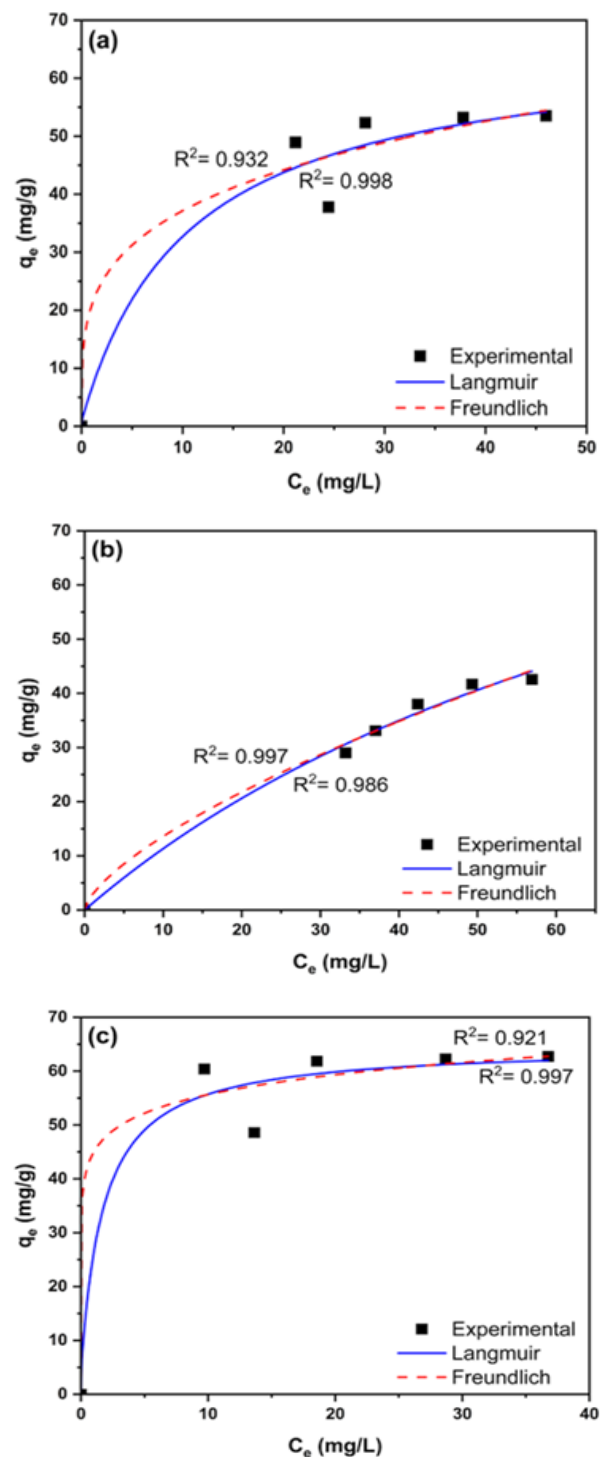 (a)
70
60
50
40
30
20
10
0
qₑ (mg/g)
R²= 0.932
R²= 0.998
Experimental
Langmuir
Freundlich
0 10 20 30 40 50
Cₑ (mg/L)
(b)
70
60
50
40
30
20
10
0
qₑ (mg/g)
R²= 0.997
R²= 0.986
Experimental
Langmuir
Freundlich
0 10 20 30 40 50 60
Cₑ (mg/L)
(c)
70
60
50
40
30
20
10
0
qₑ (mg/g)
R²= 0.921
R²= 0.997
Experimental
Langmuir
Freundlich
0 10 20 30 40
Cₑ (mg/L)